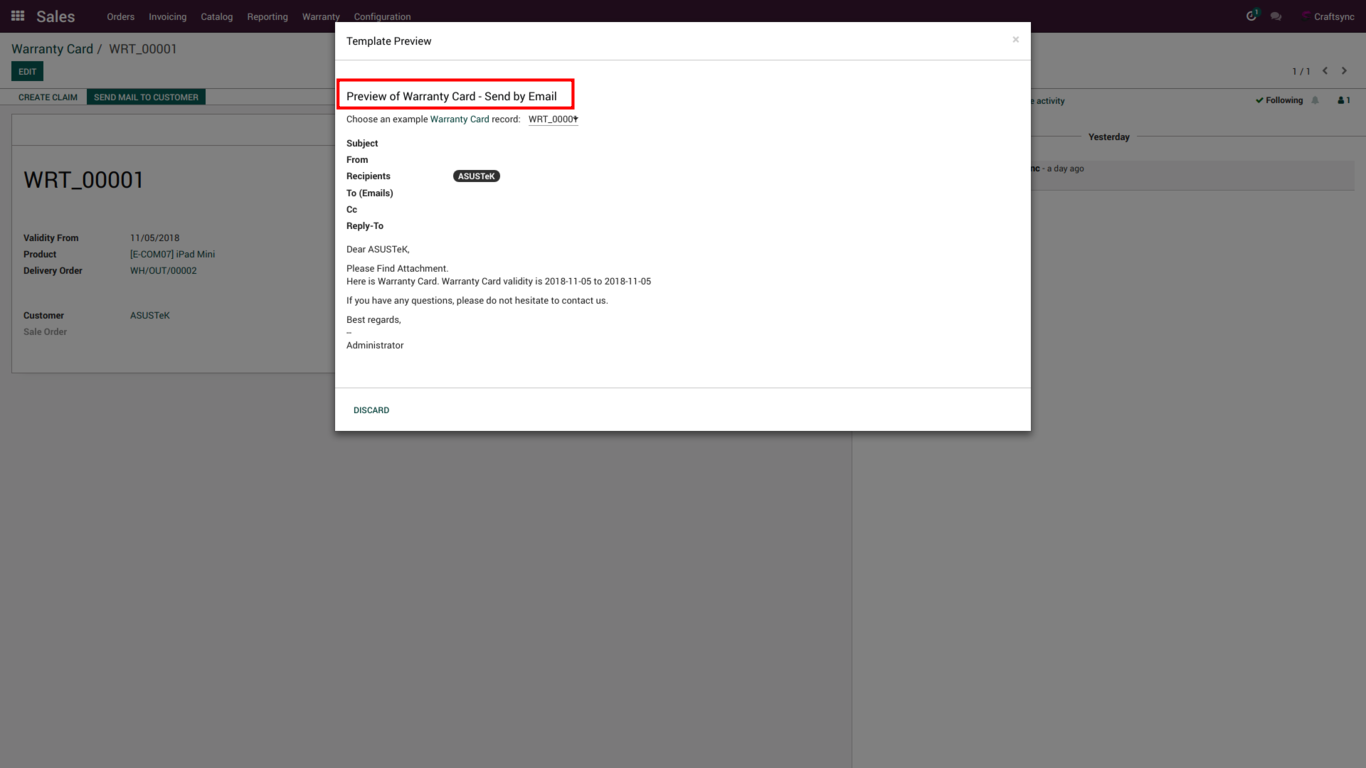 Sales Orders Invoicing Catalog Reporting Warranty Configuration 1 Craftsync
Warranty Card / WRT_00001
EDIT
1 / 1
CREATE CLAIM SEND MAIL TO CUSTOMER
activity
Following 1
Yesterday
- a day ago
WRT_00001
Validity From 11/05/2018
Product [E-COM07] iPad Mini
Delivery Order WH/OUT/00002
Customer ASUSTeK
Sale Order
Template Preview ×
Preview of Warranty Card - Send by Email
Choose an example Warranty Card record: WRT_00001
Subject
From
Recipients ASUSTeK
To (Emails)
Cc
Reply-To
Dear ASUSTeK,
Please Find Attachment.
Here is Warranty Card. Warranty Card validity is 2018-11-05 to 2018-11-05
If you have any questions, please do not hesitate to contact us.
Best regards,
--
Administrator
DISCARD